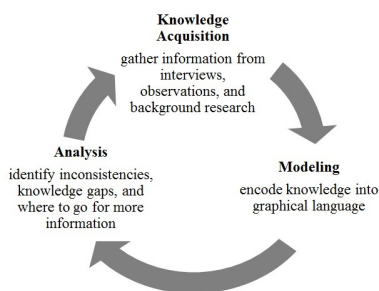 Knowledge
Acquisition
gather information from
interviews,
observations, and
background research
Modeling
encode knowledge into
graphical language
Analysis
identify inconsistencies,
knowledge gaps, and
where to go for more
information